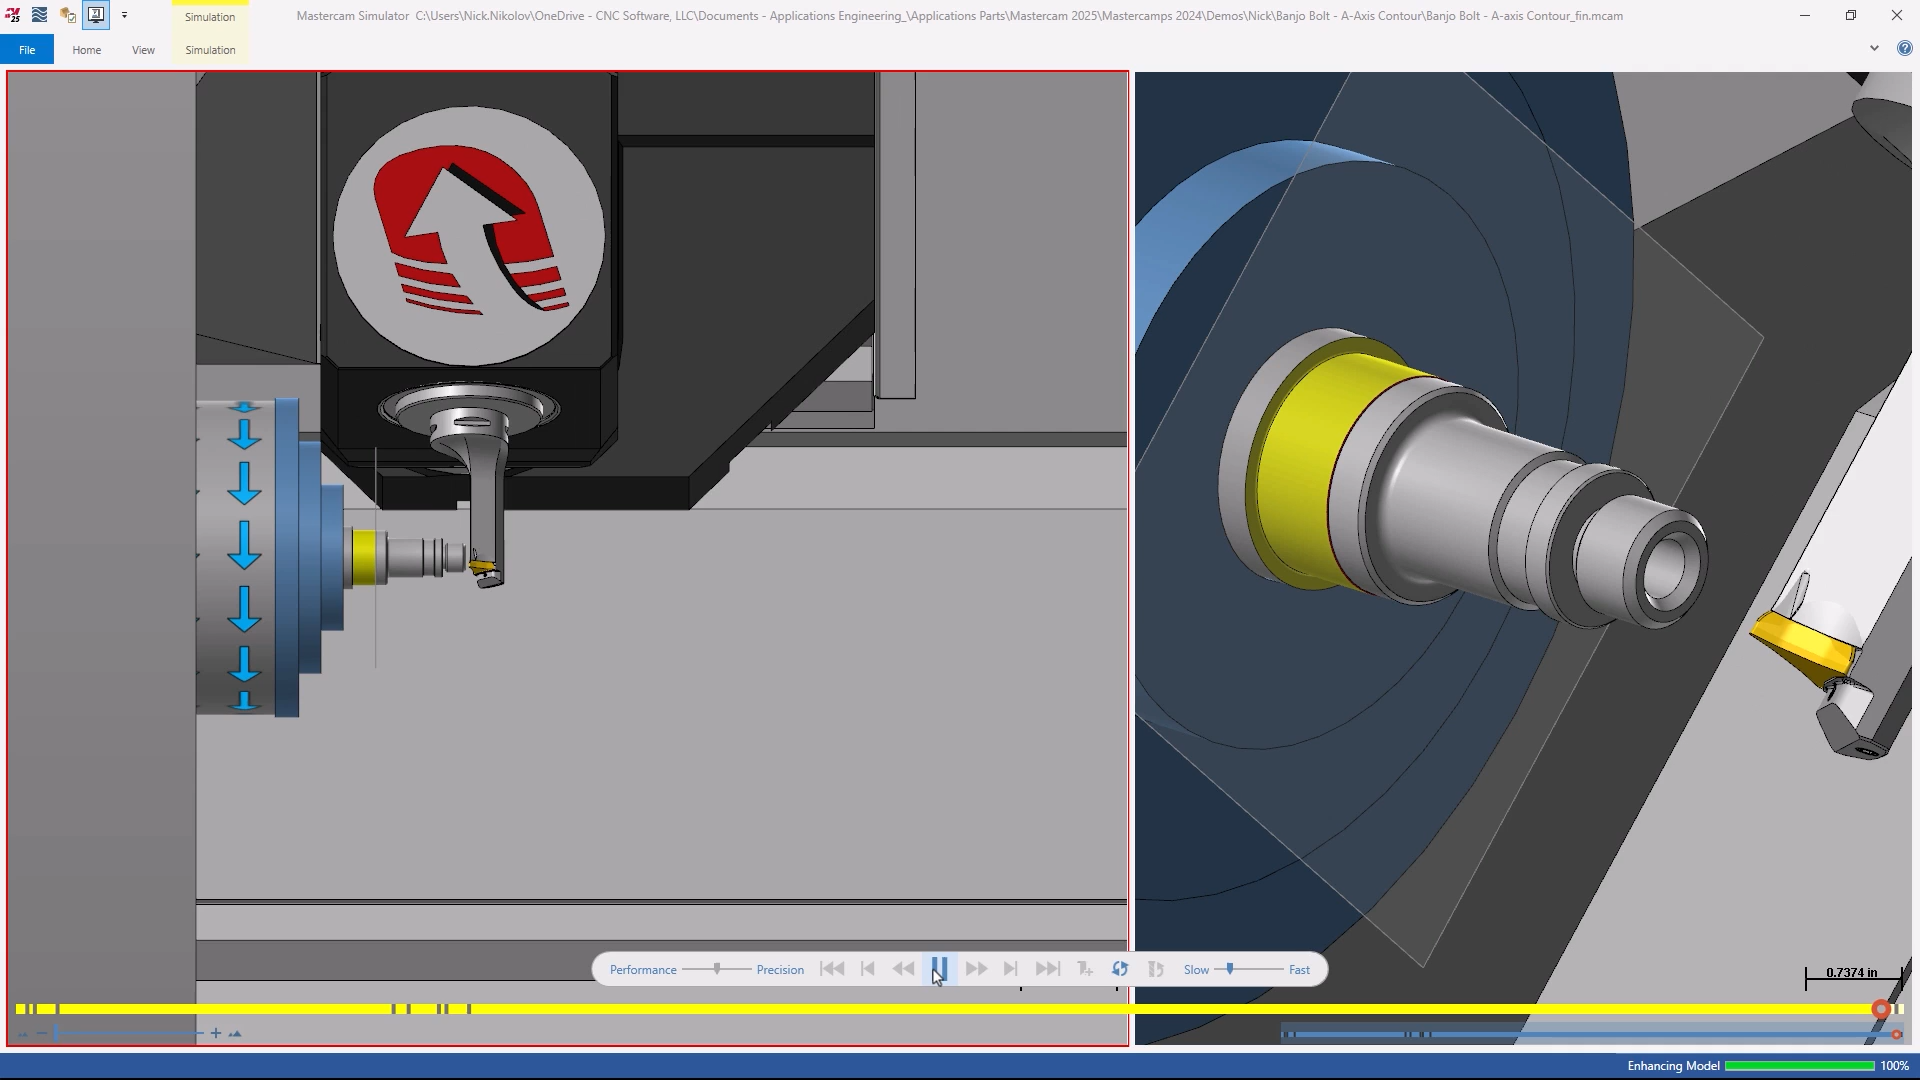 Simulation
Mastercam Simulator C:\Users\Nick.Nikolov\OneDrive - CNC Software, LLC\Documents - Applications Engineering_\Applications Parts\Mastercam 2025\Mastercamps 2024\Demos\Nick\Banjo Bolt - A-Axis Contour\Banjo Bolt - A-axis Contour_fin.mcam
File Home View Simulation
Performance Precision Slow Fast
0.7374 in
Enhancing Model 100%